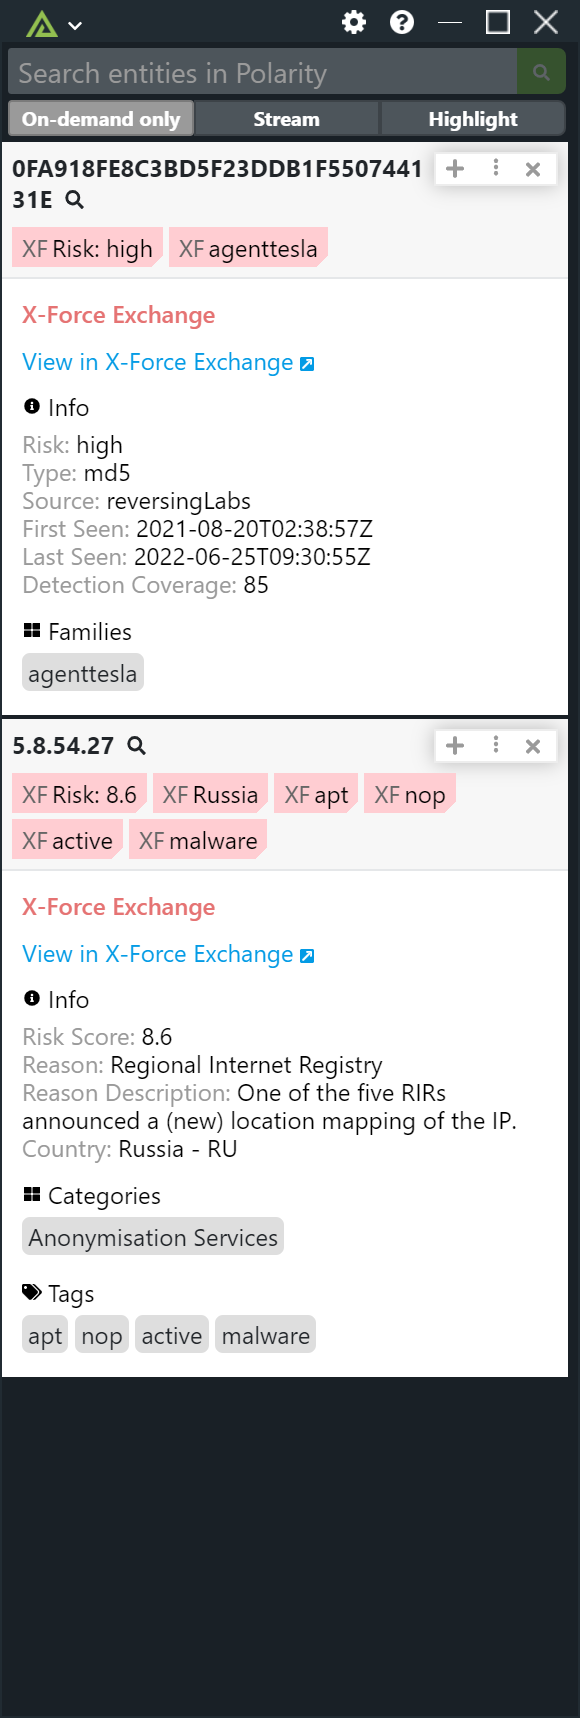 Search entities in Polarity
On-demand only Stream Highlight
0FA918FE8C3BD5F23DDB1F5507441
31E
XF Risk: high XF agenttesla
X-Force Exchange
View in X-Force Exchange
Info
Risk: high
Type: md5
Source: reversingLabs
First Seen: 2021-08-20T02:38:57Z
Last Seen: 2022-06-25T09:30:55Z
Detection Coverage: 85
Families
agenttesla
5.8.54.27
XF Risk: 8.6 XF Russia XF apt XF nop
XF active XF malware
X-Force Exchange
View in X-Force Exchange
Info
Risk Score: 8.6
Reason: Regional Internet Registry
Reason Description: One of the five RIRs
announced a (new) location mapping of the IP.
Country: Russia - RU
Categories
Anonymisation Services
Tags
apt nop active malware